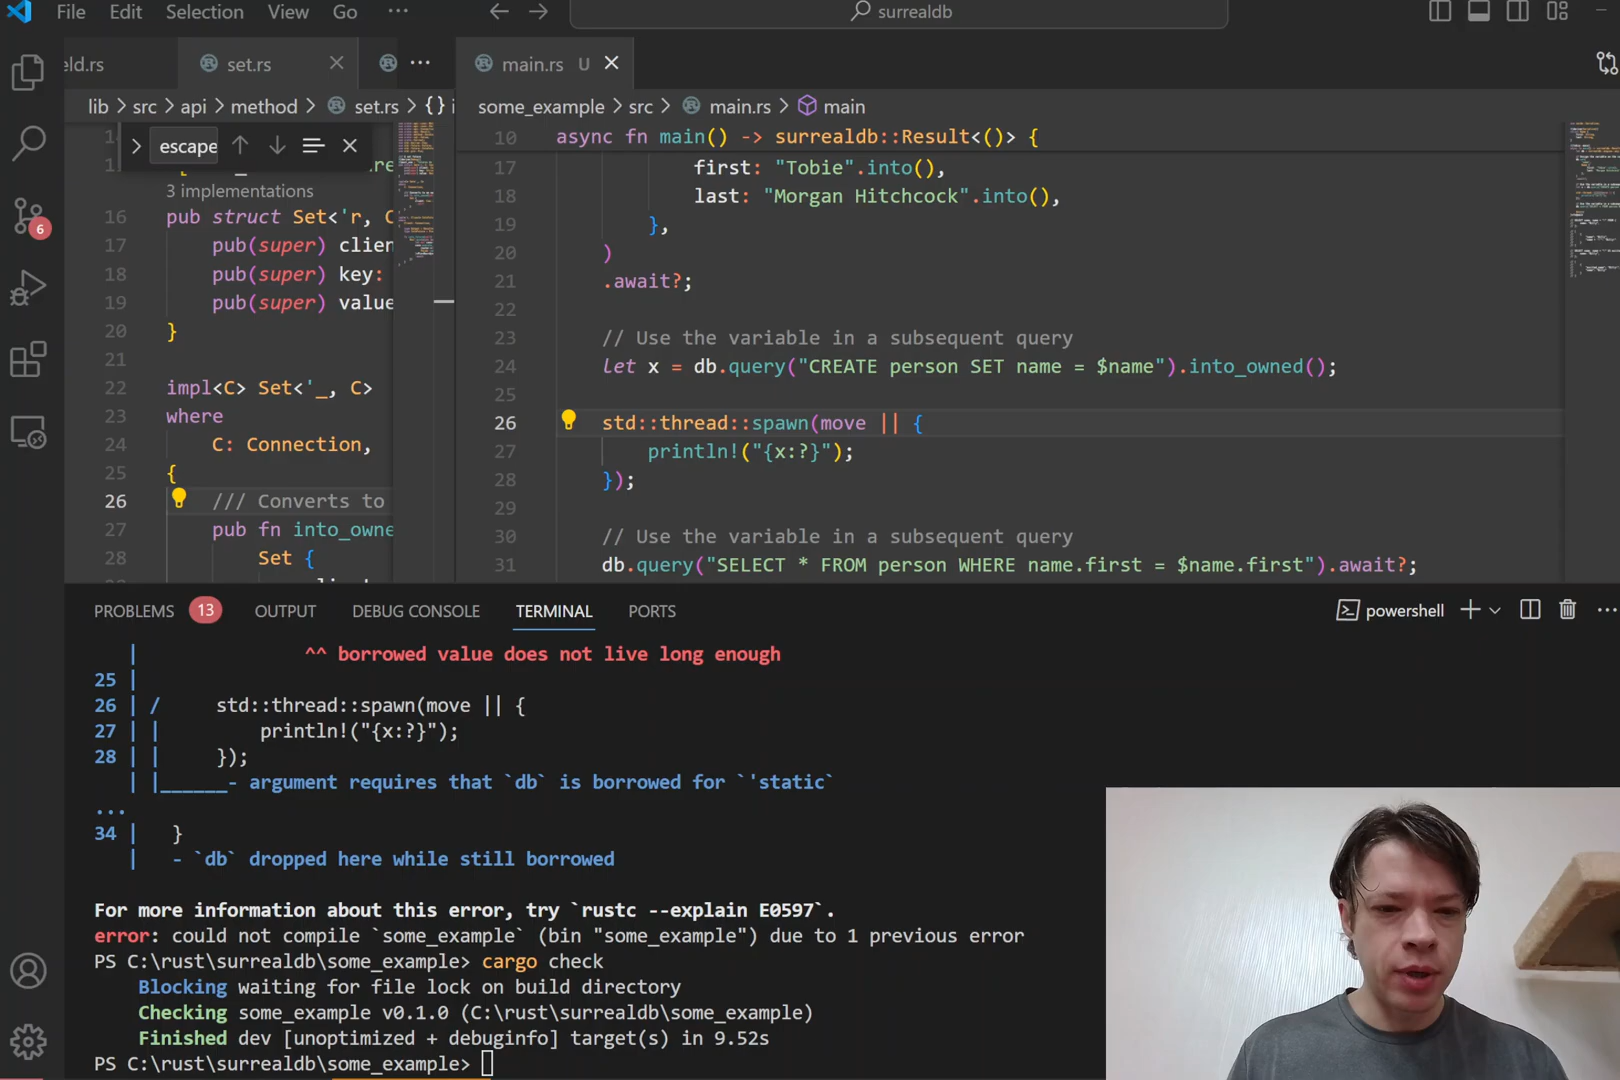 File Edit Selection View Go ···
surrealdb
eld.rs set.rs ···
main.rs U
lib > src > api > method > set.rs > {} i
some_example > src > main.rs > main
escape
3 implementations
16 pub struct Set<'r, C
17 pub(super) clien
18 pub(super) key:
19 pub(super) value
20 }
21
22 impl<C> Set<'_, C>
23 where
24 C: Connection,
25 {
26 /// Converts to
27 pub fn into_owne
28 Set {
10 async fn main() -> surrealdb::Result<()> {
17 first: "Tobie".into(),
18 last: "Morgan Hitchcock".into(),
19 },
20 )
21 .await?;
22
23 // Use the variable in a subsequent query
24 let x = db.query("CREATE person SET name = $name").into_owned();
25
26 std::thread::spawn(move || {
27 println!("{x:?}");
28 });
29
30 // Use the variable in a subsequent query
31 db.query("SELECT * FROM person WHERE name.first = $name.first").await?;
6
PROBLEMS 13 OUTPUT DEBUG CONSOLE TERMINAL PORTS
powershell
| ^^ borrowed value does not live long enough
25 |
26 | / std::thread::spawn(move || {
27 | | println!("{x:?}");
28 | | });
| |______- argument requires that `db` is borrowed for `'static`
...
34 | }
| - `db` dropped here while still borrowed
For more information about this error, try `rustc --explain E0597`.
error: could not compile `some_example` (bin "some_example") due to 1 previous error
PS C:\rust\surrealdb\some_example> cargo check
Blocking waiting for file lock on build directory
Checking some_example v0.1.0 (C:\rust\surrealdb\some_example)
Finished dev [unoptimized + debuginfo] target(s) in 9.52s
PS C:\rust\surrealdb\some_example>